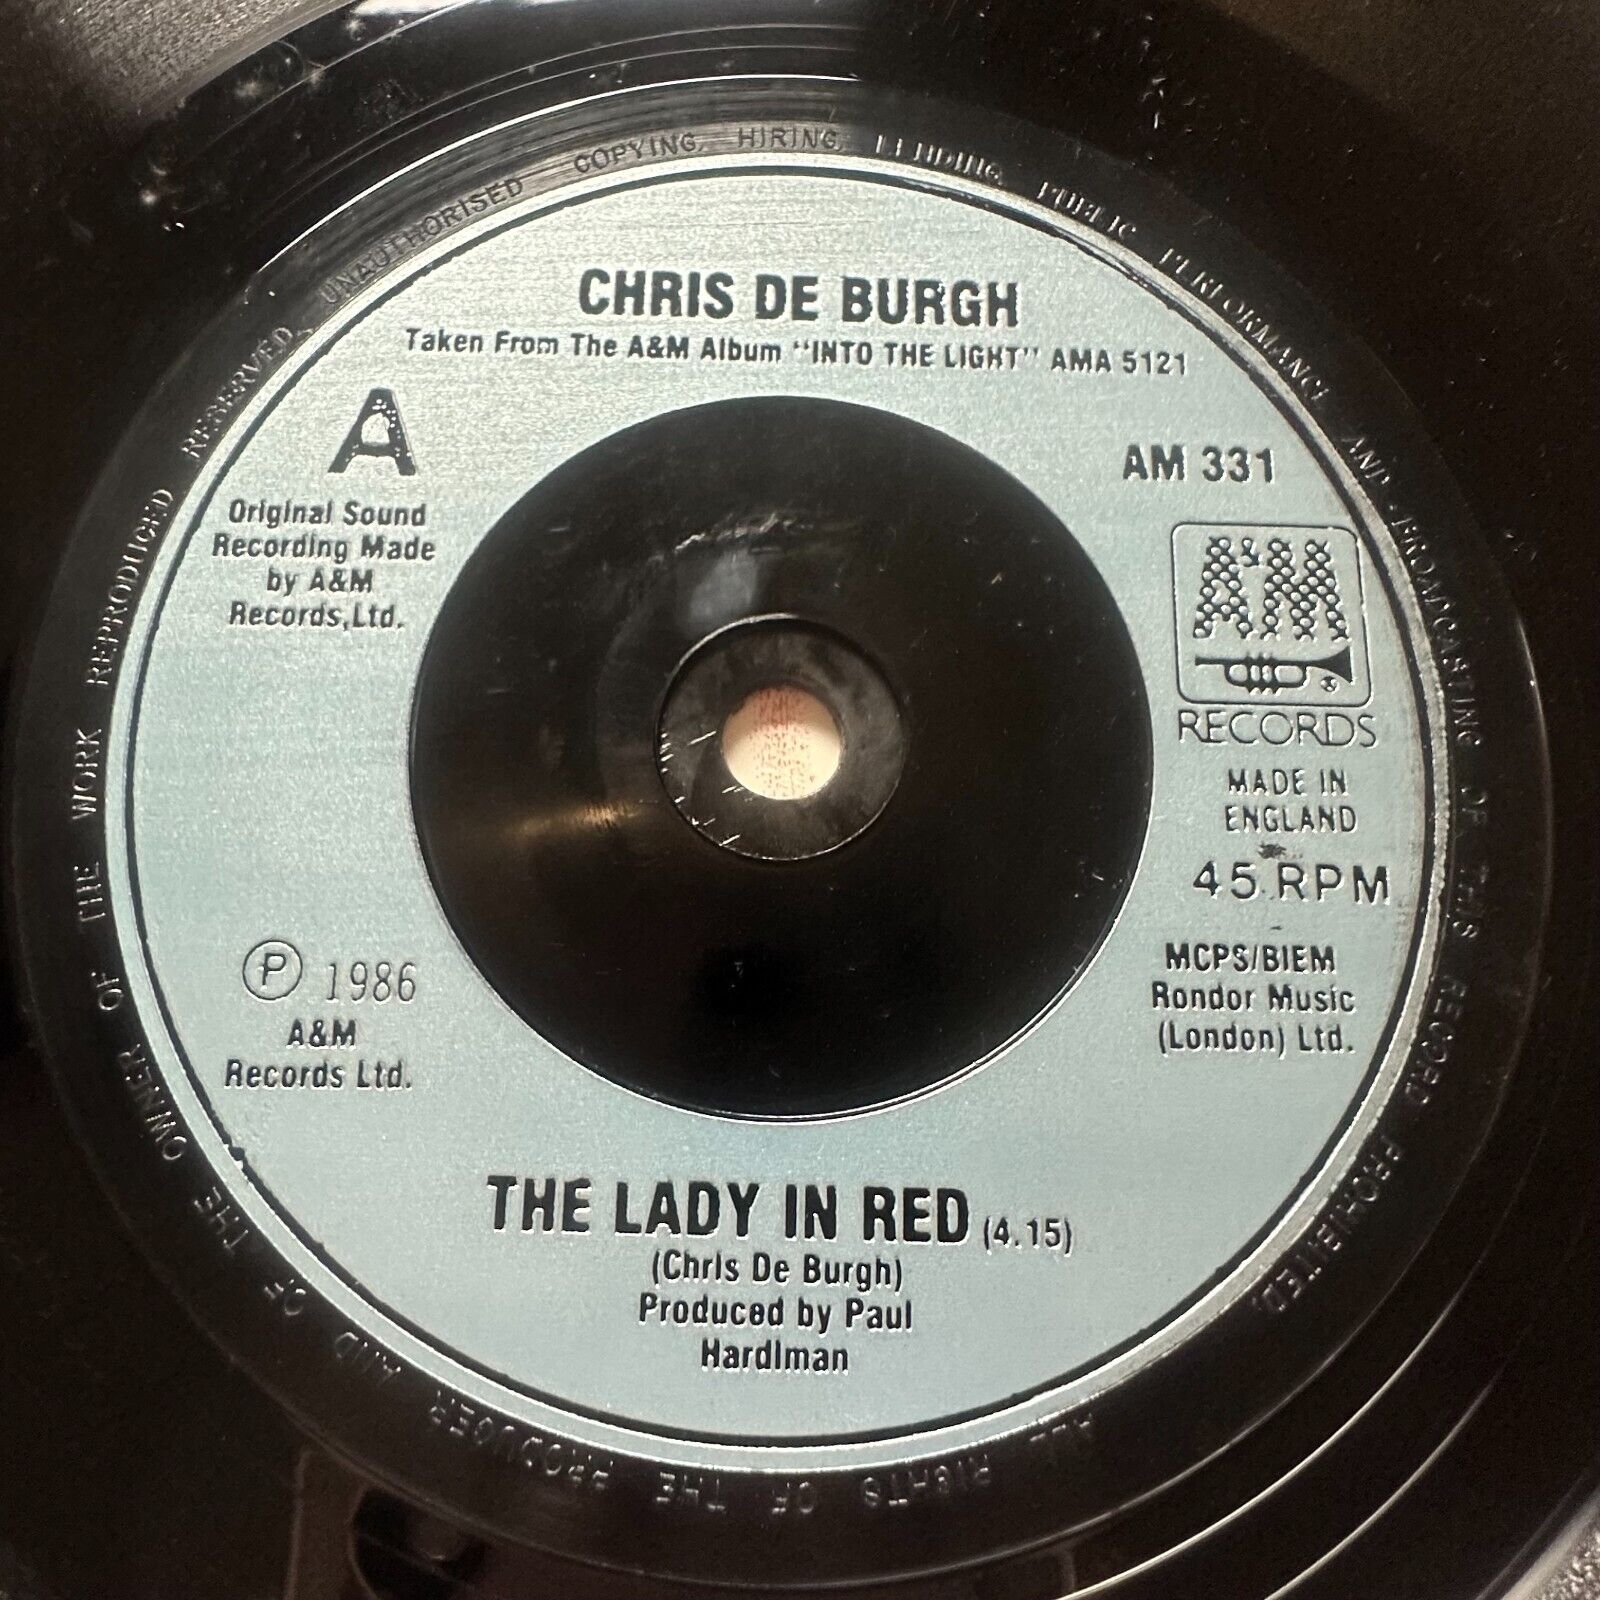 CHRIS DE BURGH
Taken From The A&M Album "INTO THE LIGHT" AMA 5121
A
Original Sound
Recording Made
by A&M
Records,Ltd.
AM 331
A&M
RECORDS
MADE IN
ENGLAND
45 RPM
MCPS/BIEM
Rondor Music
(London) Ltd.
℗ 1986
A&M
Records Ltd.
THE LADY IN RED (4.15)
(Chris De Burgh)
Produced by Paul
Hardiman
ALL RIGHTS OF THE PRODUCER AND OF THE OWNER OF THE WORK REPRODUCED RESERVED UNAUTHORISED COPYING, HIRING, LENDING, PUBLIC PERFORMANCE AND BROADCASTING OF THIS RECORD PROHIBITED.